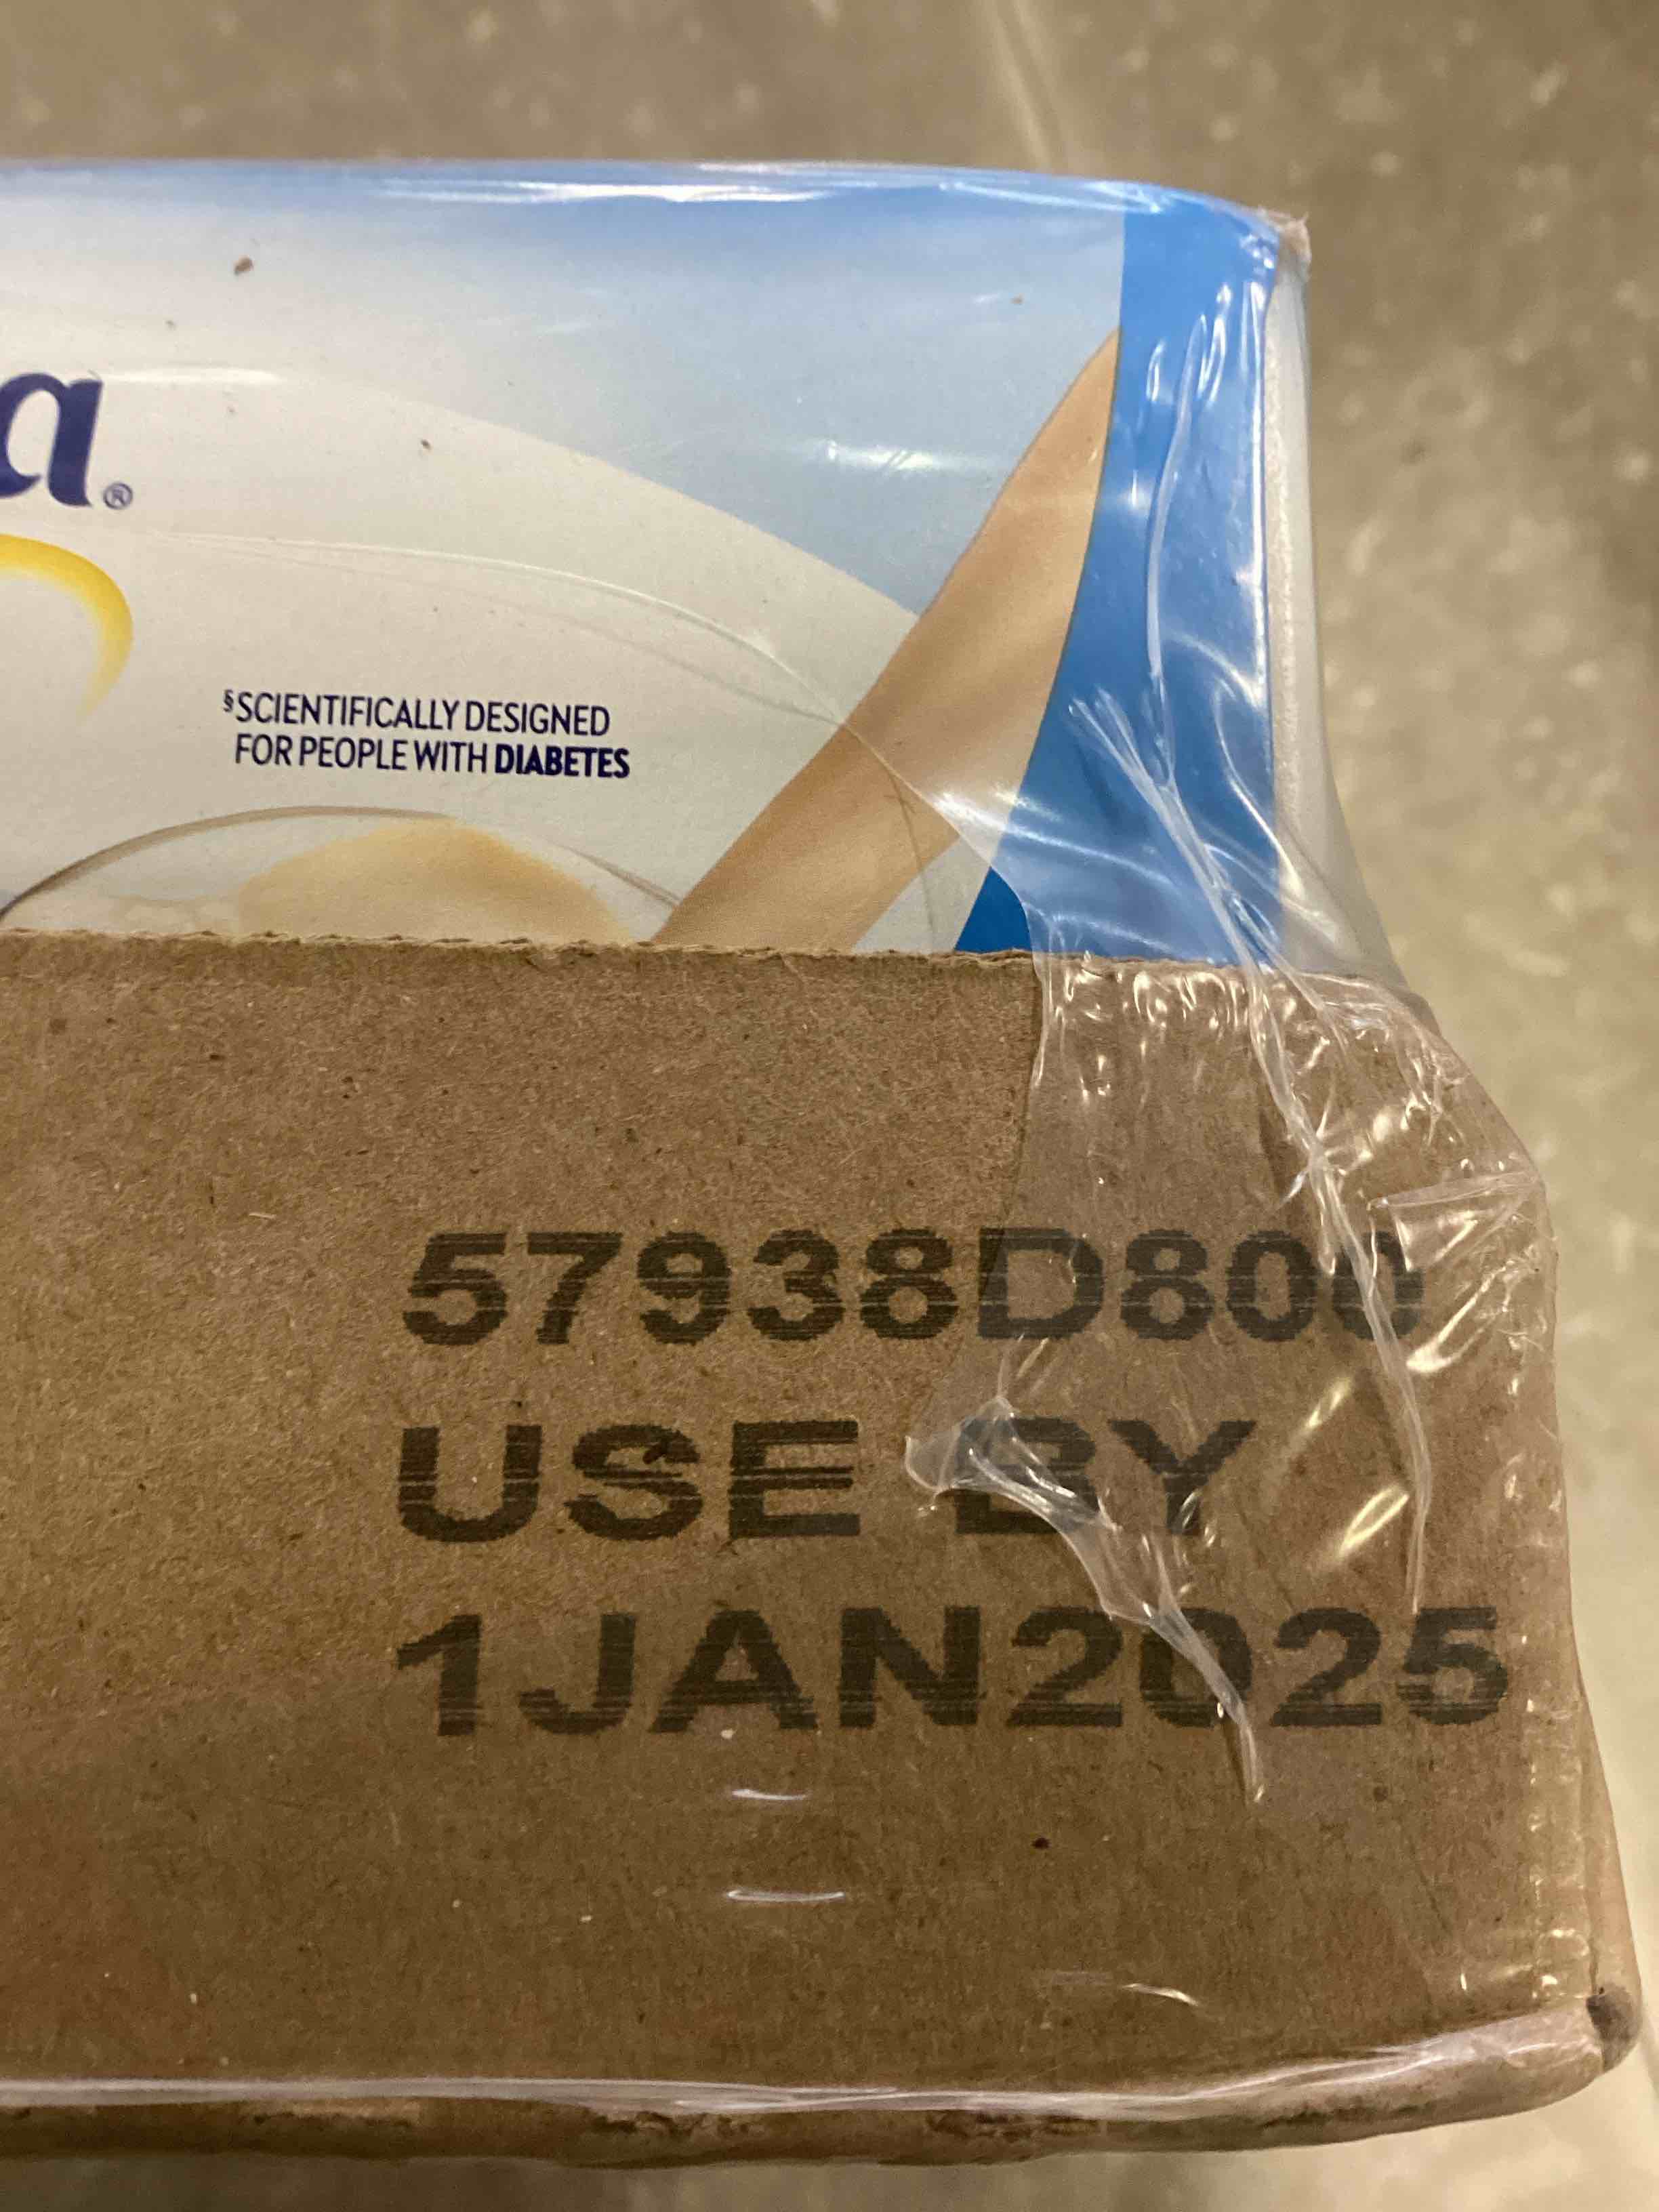 a®
§SCIENTIFICALLY DESIGNED
FOR PEOPLE WITH DIABETES
57938D800
USE BY
1JAN2025